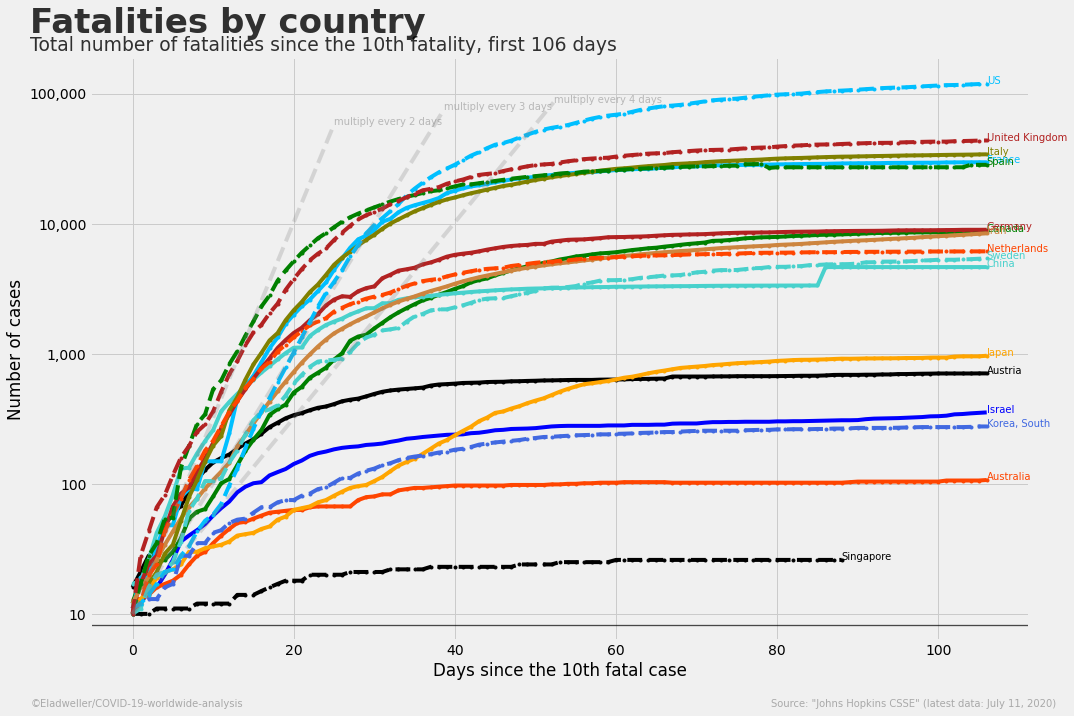 Fatalities by country
Total number of fatalities since the 10th fatality, first 106 days
100,000
10,000
1,000
100
10
Number of cases
multiply every 2 days
multiply every 3 days
multiply every 4 days
US
United Kingdom
Italy
France
Spain
Germany
Canada
Iran
Netherlands
Sweden
China
Japan
Austria
Israel
Korea, South
Australia
Singapore
0
20
40
60
80
100
Days since the 10th fatal case
©Eladweller/COVID-19-worldwide-analysis
Source: "Johns Hopkins CSSE" (latest data: July 11, 2020)